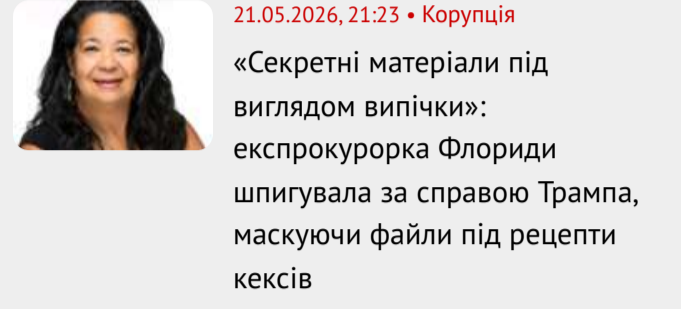 21.05.2026, 21:23 • Корупція
«Секретні матеріали під
виглядом випічки»:
експрокурорка Флориди
шпигувала за справою Трампа,
маскуючи файли під рецепти
кексів